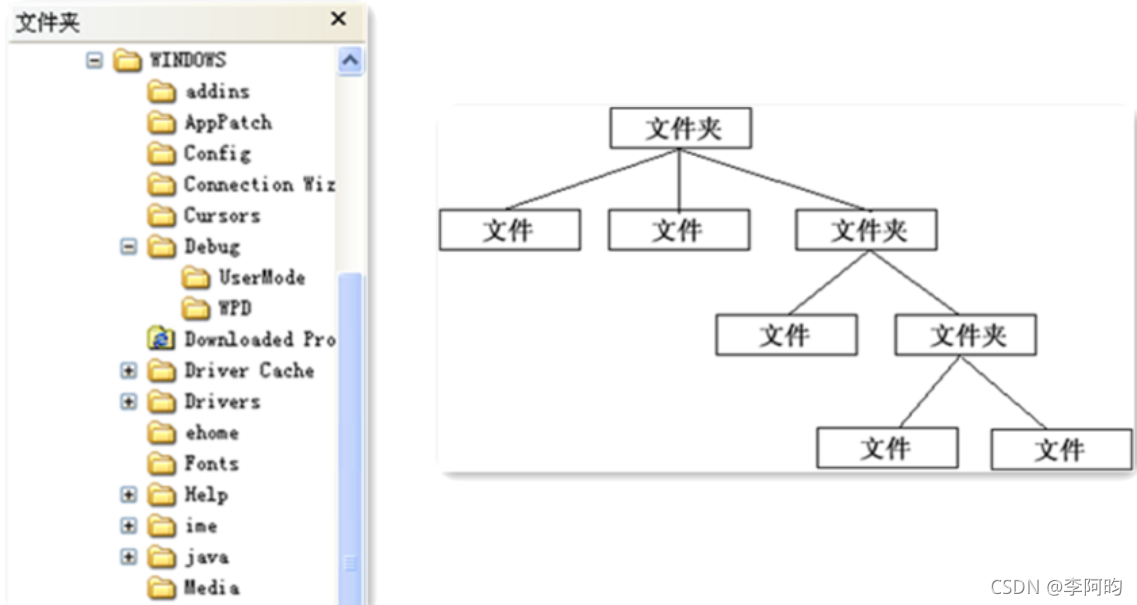 文件夹
WINDOWS
addins
AppPatch
Config
Connection Wiz
Cursors
Debug
UserMode
WPD
Downloaded Pro
Driver Cache
Drivers
ehome
Fonts
Help
ime
java
Media
文件夹
文件 文件 文件夹
文件 文件夹
文件 文件
CSDN @李阿昀